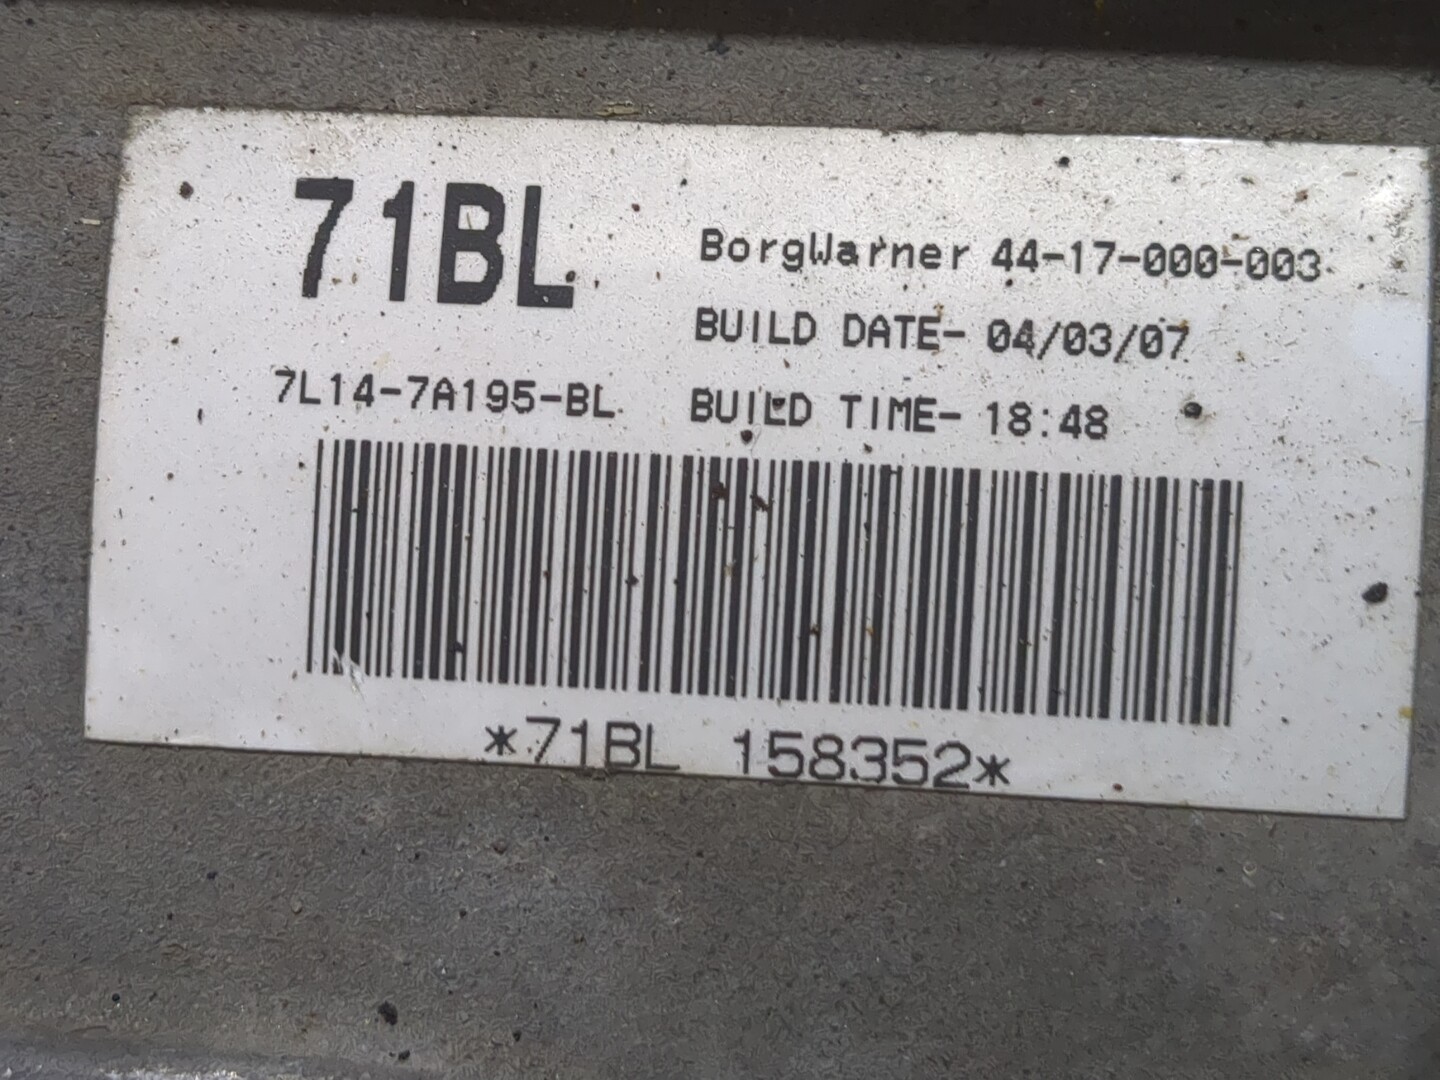 71BL
BorgWarner 44-17-000-003
BUILD DATE- 04/03/07
7L14-7A195-BL
BUILD TIME- 18:48
*71BL 158352*